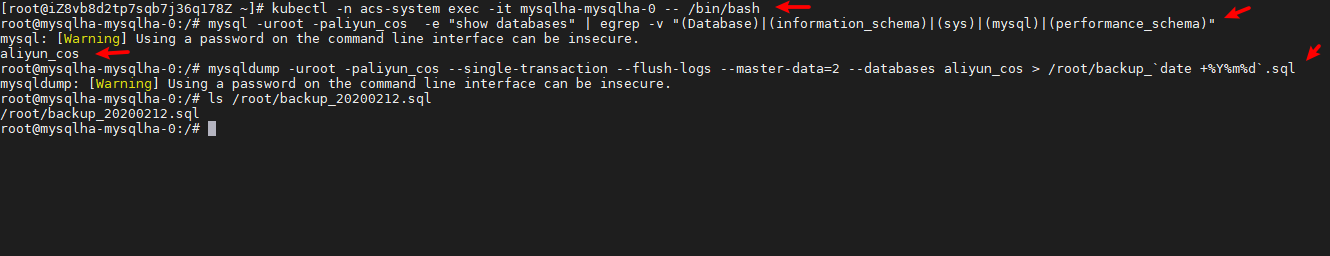 [root@iZ8vb8d2tp7sqb7j36q178Z ~]# kubectl -n acs-system exec -it mysqlha-mysqlha-0 -- /bin/bash
root@mysqlha-mysqlha-0:/# mysql -uroot -paliyun_cos  -e "show databases" | egrep -v "(Database)|(information_schema)|(sys)|(mysql)|(performance_schema)"
mysql: [Warning] Using a password on the command line interface can be insecure.
aliyun_cos
root@mysqlha-mysqlha-0:/# mysqldump -uroot -paliyun_cos --single-transaction --flush-logs --master-data=2 --databases aliyun_cos > /root/backup_`date +%Y%m%d`.sql
mysqldump: [Warning] Using a password on the command line interface can be insecure.
root@mysqlha-mysqlha-0:/# ls /root/backup_20200212.sql
/root/backup_20200212.sql
root@mysqlha-mysqlha-0:/#